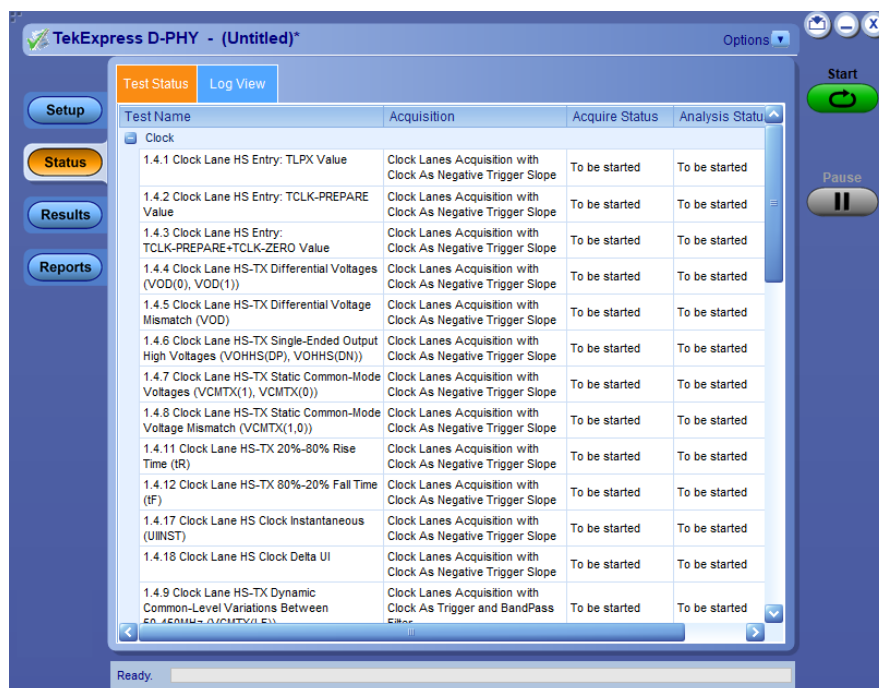 TekExpress D-PHY - (Untitled)*
Options
Start
Pause
Setup
Status
Results
Reports
Test Status
Log View
Test Name
Acquisition
Acquire Status
Analysis Statu
Clock
1.4.1 Clock Lane HS Entry: TLPX Value
Clock Lanes Acquisition with
Clock As Negative Trigger Slope
To be started
To be started
1.4.2 Clock Lane HS Entry: TCLK-PREPARE
Value
Clock Lanes Acquisition with
Clock As Negative Trigger Slope
To be started
To be started
1.4.3 Clock Lane HS Entry:
TCLK-PREPARE+TCLK-ZERO Value
Clock Lanes Acquisition with
Clock As Negative Trigger Slope
To be started
To be started
1.4.4 Clock Lane HS-TX Differential Voltages
(VOD(0), VOD(1))
Clock Lanes Acquisition with
Clock As Negative Trigger Slope
To be started
To be started
1.4.5 Clock Lane HS-TX Differential Voltage
Mismatch (VOD)
Clock Lanes Acquisition with
Clock As Negative Trigger Slope
To be started
To be started
1.4.6 Clock Lane HS-TX Single-Ended Output
High Voltages (VOHHS(DP), VOHHS(DN))
Clock Lanes Acquisition with
Clock As Negative Trigger Slope
To be started
To be started
1.4.7 Clock Lane HS-TX Static Common-Mode
Voltages (VCMTX(1), VCMTX(0))
Clock Lanes Acquisition with
Clock As Negative Trigger Slope
To be started
To be started
1.4.8 Clock Lane HS-TX Static Common-Mode
Voltage Mismatch (VCMTX(1,0))
Clock Lanes Acquisition with
Clock As Negative Trigger Slope
To be started
To be started
1.4.11 Clock Lane HS-TX 20%-80% Rise
Time (tR)
Clock Lanes Acquisition with
Clock As Negative Trigger Slope
To be started
To be started
1.4.12 Clock Lane HS-TX 80%-20% Fall Time
(tF)
Clock Lanes Acquisition with
Clock As Negative Trigger Slope
To be started
To be started
1.4.17 Clock Lane HS Clock Instantaneous
(UIINST)
Clock Lanes Acquisition with
Clock As Negative Trigger Slope
To be started
To be started
1.4.18 Clock Lane HS Clock Delta UI
Clock Lanes Acquisition with
Clock As Negative Trigger Slope
To be started
To be started
1.4.9 Clock Lane HS-TX Dynamic
Common-Level Variations Between
50-450MHz (VCMTX(LF))
Clock Lanes Acquisition with
Clock As Trigger and BandPass
Filter
To be started
To be started
Ready.